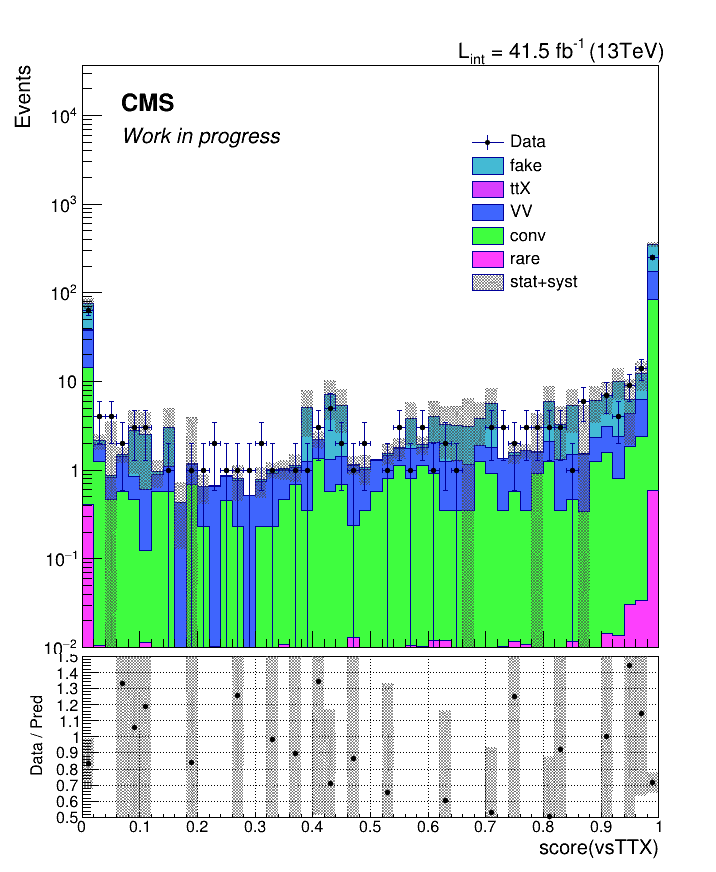 L_int = 41.5 fb^-1 (13TeV)
Events
CMS
Work in progress
Data
fake
ttX
VV
conv
rare
stat+syst
10^4
10^3
10^2
10
1
10^−1
10^−2
Data / Pred
1.5
1.4
1.3
1.2
1.1
1
0.9
0.8
0.7
0.6
0.5
0 0.1 0.2 0.3 0.4 0.5 0.6 0.7 0.8 0.9 1
score(vsTTX)